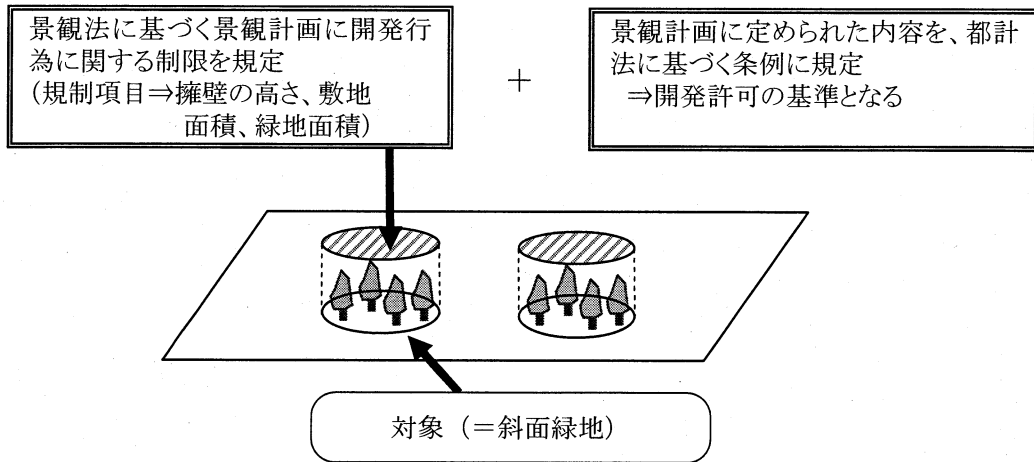 景観法に基づく景観計画に開発行
為に関する制限を規定
(規制項目⇒擁壁の高さ、敷地
面積、緑地面積)
＋
景観計画に定められた内容を、都計
法に基づく条例に規定
⇒開発許可の基準となる
対象（＝斜面緑地）